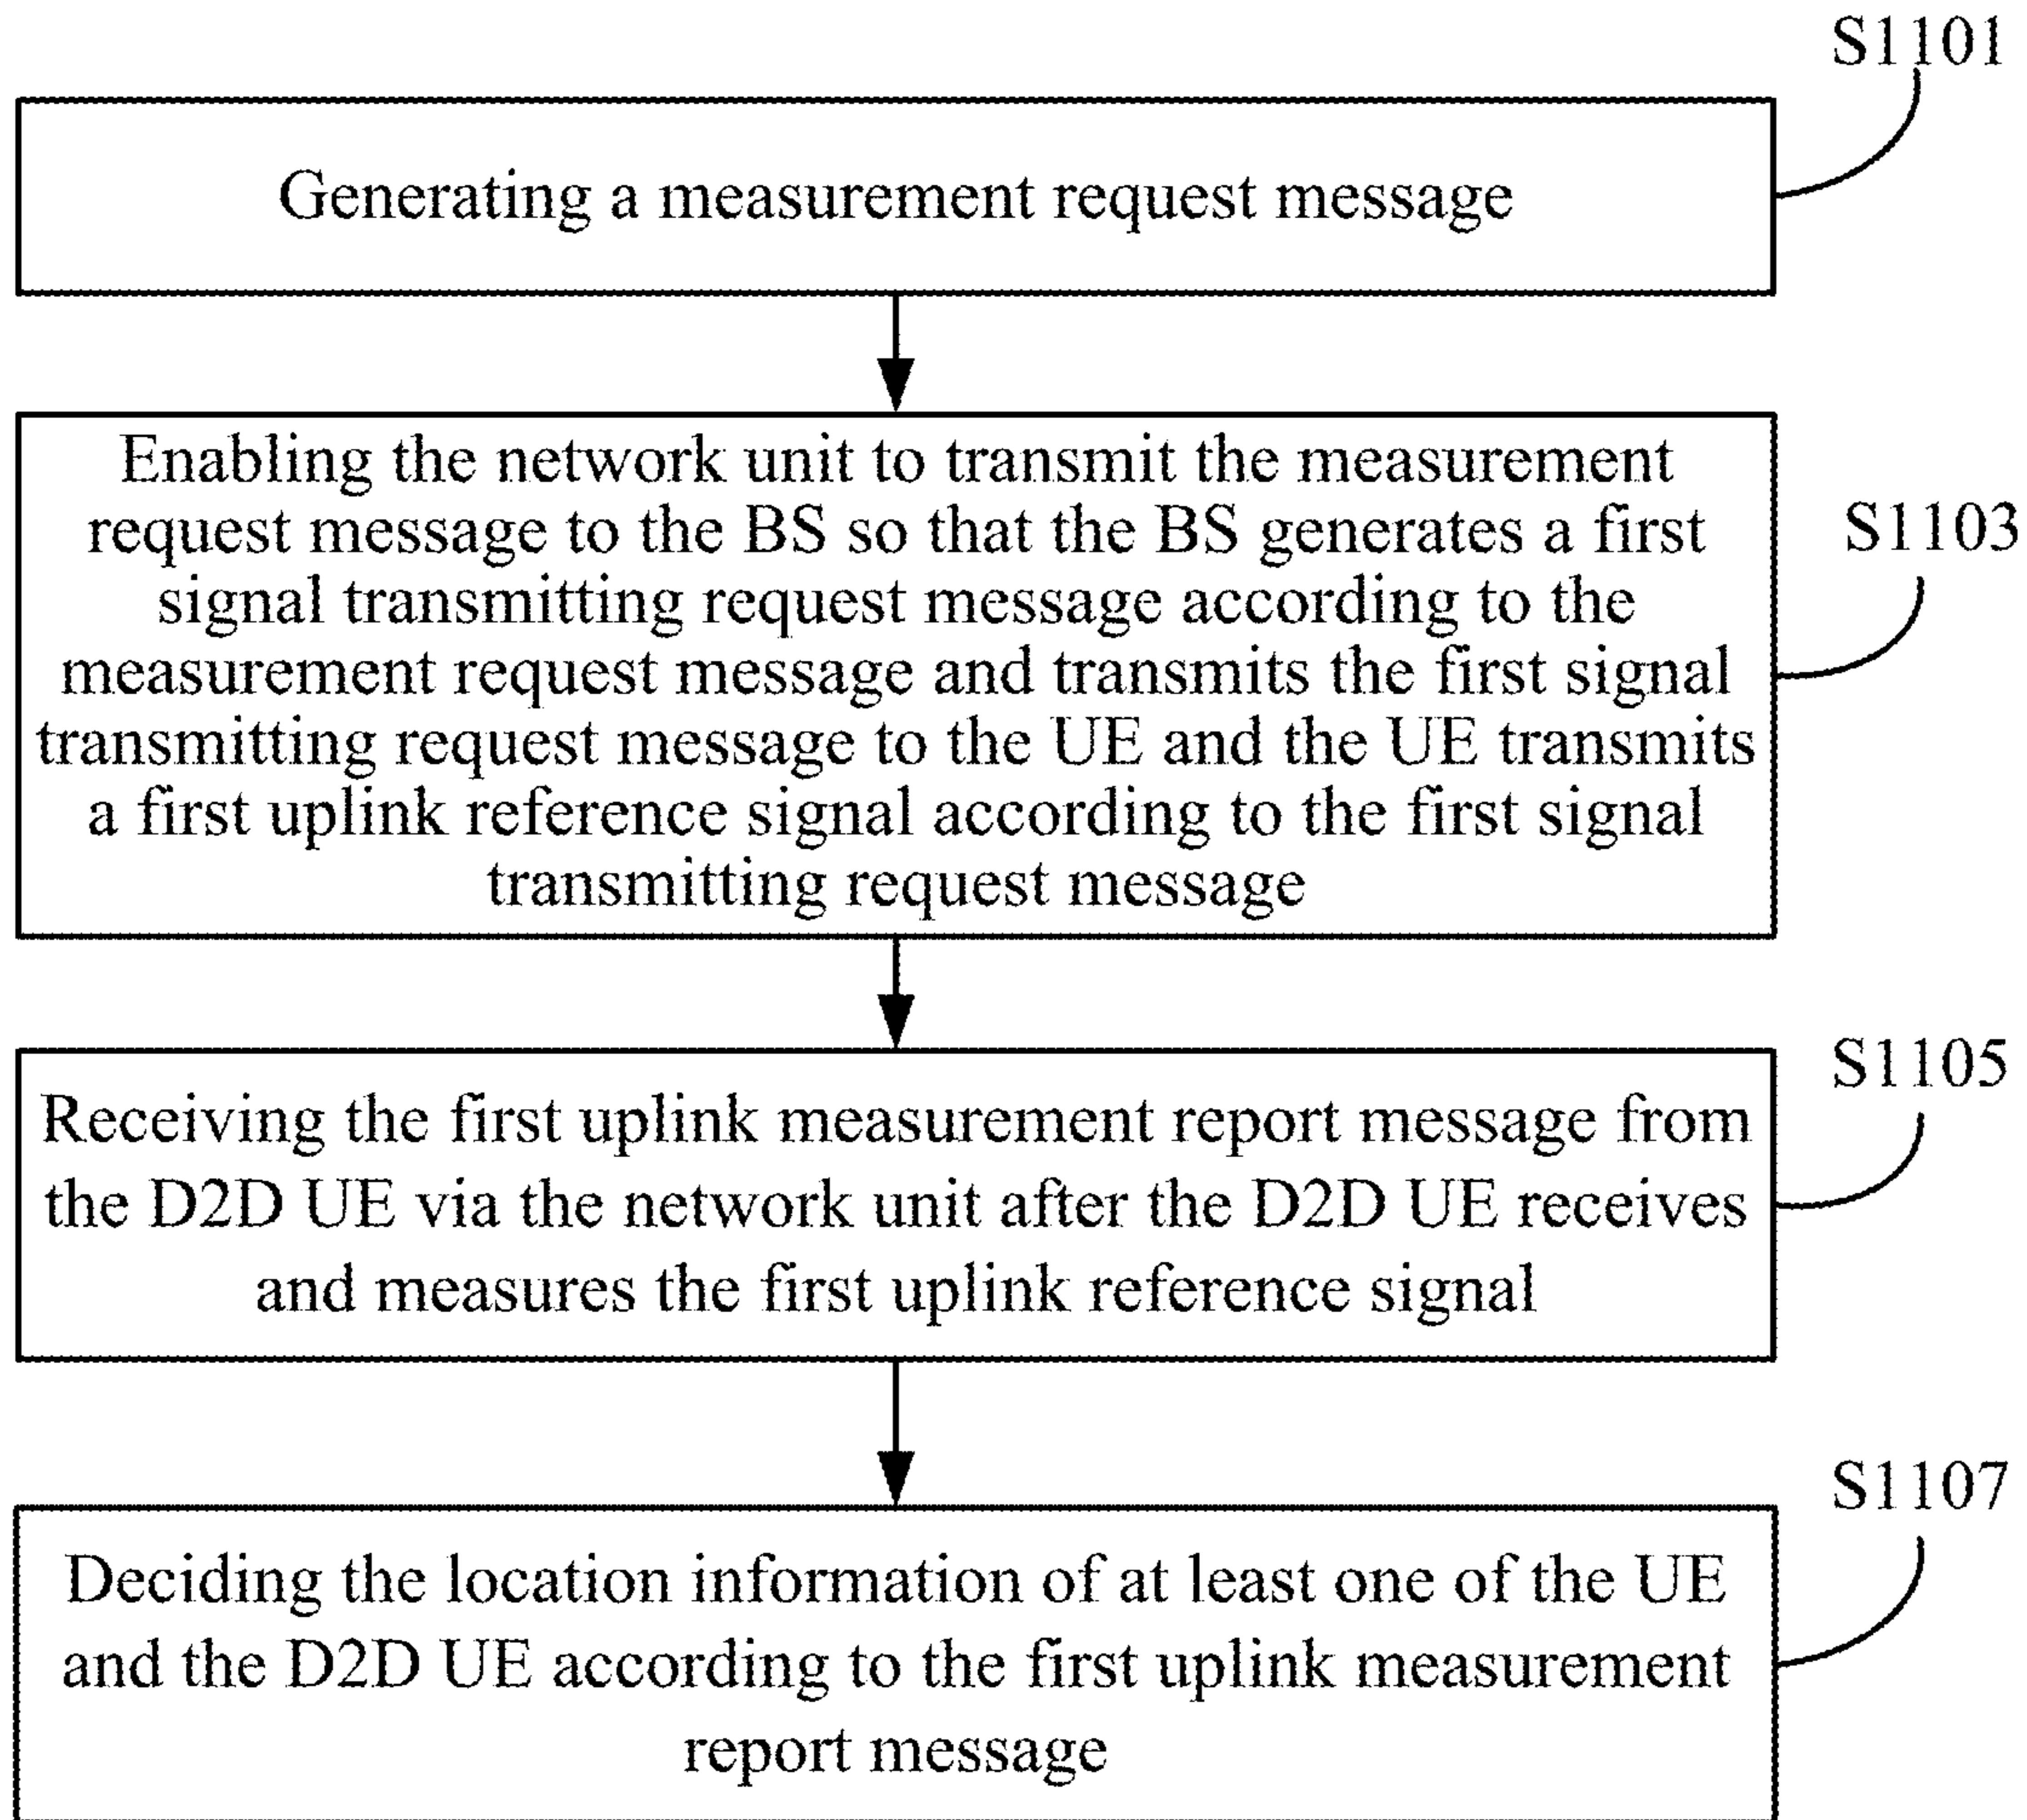 S1101
Generating a measurement request message
Enabling the network unit to transmit the measurement
request message to the BS so that the BS generates a first
S1103
signal transmitting request message according to the
measurement request message and transmits the first signal
transmitting request message to the UE and the UE transmits
a first uplink reference signal according to the first signal
transmitting request message
S1105
Receiving the first uplink measurement report message from
the D2D UE via the network unit after the D2D UE receives
and measures the first uplink reference signal
S1107
Deciding the location information of at least one of the UE
and the D2D UE according to the first uplink measurement
report message